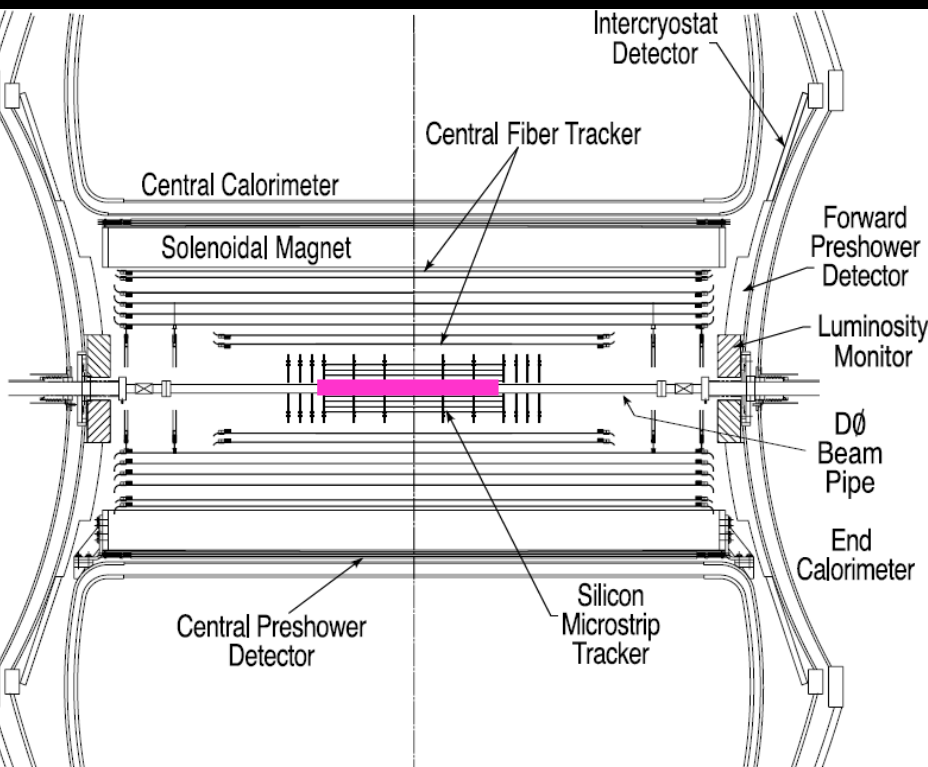 Intercryostat
Detector
Central Fiber Tracker
Central Calorimeter
Solenoidal Magnet
Forward
Preshower
Detector
Luminosity
Monitor
DØ
Beam
Pipe
End
Calorimeter
Silicon
Microstrip
Tracker
Central Preshower
Detector